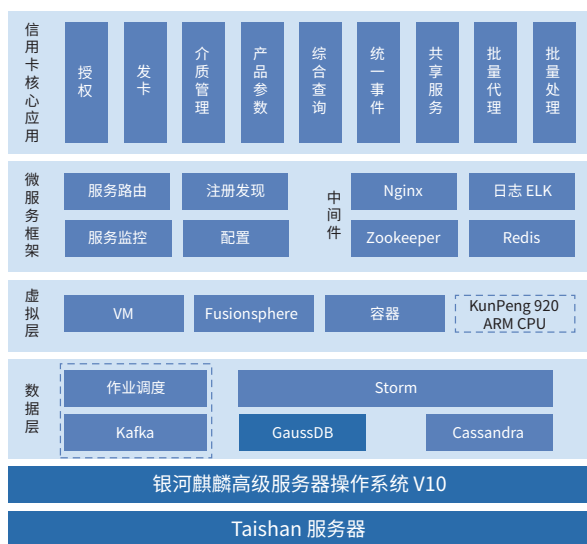 信用卡核心应用
授权
发卡
介质管理
产品参数
综合查询
统一事件
共享服务
批量代理
批量处理
微服务框架
服务路由
注册发现
服务监控
配置
中间件
Nginx
日志 ELK
Zookeeper
Redis
虚拟层
VM
Fusionsphere
容器
KunPeng 920
ARM CPU
数据层
作业调度
Storm
Kafka
GaussDB
Cassandra
银河麒麟高级服务器操作系统 V10
Taishan 服务器